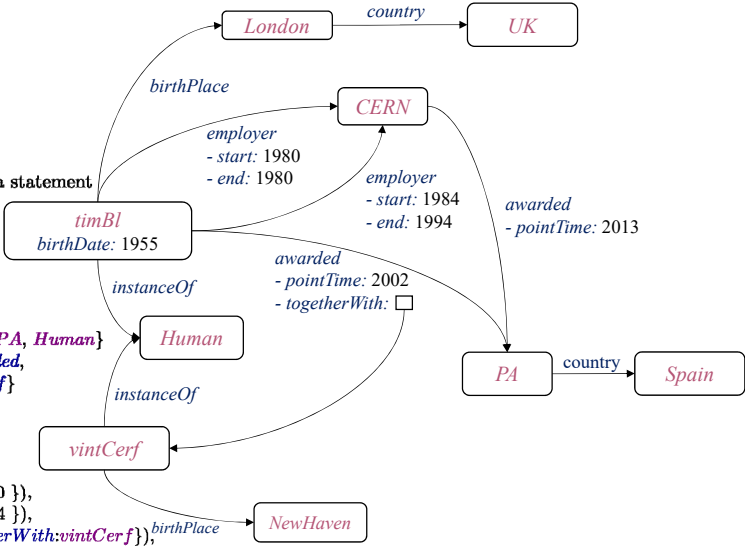 London
country
UK
birthPlace
CERN
employer
- start: 1980
- end: 1980
employer
- start: 1984
- end: 1994
statement
awarded
- pointTime: 2013
timBl
birthDate: 1955
awarded
- pointTime: 2002
- togetherWith:
instanceOf
PA, Human}
Human
PA
country
Spain
instanceOf
vintCerf
0 }),
4 }),
erWith:vintCerf}),
birthPlace
NewHaven